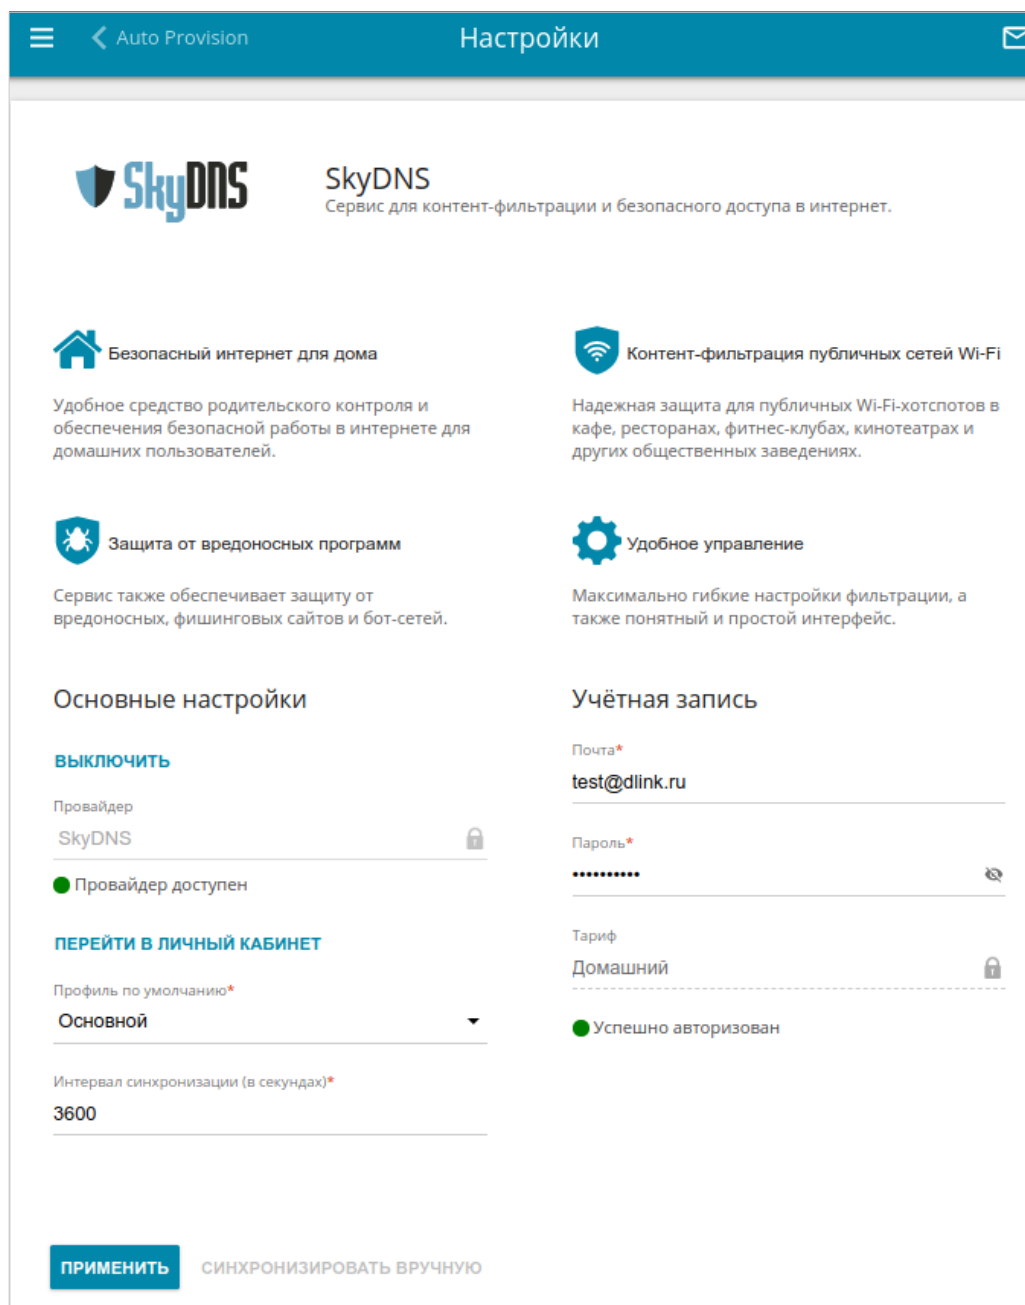 Auto Provision
Настройки
SkyDNS
SkyDNS
Сервис для контент-фильтрации и безопасного доступа в интернет.
Безопасный интернет для дома
Удобное средство родительского контроля и
обеспечения безопасной работы в интернете для
домашних пользователей.
Контент-фильтрация публичных сетей Wi-Fi
Надежная защита для публичных Wi-Fi-хотспотов в
кафе, ресторанах, фитнес-клубах, кинотеатрах и
других общественных заведениях.
Защита от вредоносных программ
Сервис также обеспечивает защиту от
вредоносных, фишинговых сайтов и бот-сетей.
Удобное управление
Максимально гибкие настройки фильтрации, а
также понятный и простой интерфейс.
Основные настройки
ВЫКЛЮЧИТЬ
Провайдер
SkyDNS
Провайдер доступен
ПЕРЕЙТИ В ЛИЧНЫЙ КАБИНЕТ
Профиль по умолчанию*
Основной
Интервал синхронизации (в секундах)*
3600
Учётная запись
Почта*
test@dlink.ru
Пароль*
••••••••••
Тариф
Домашний
Успешно авторизован
ПРИМЕНИТЬ
СИНХРОНИЗИРОВАТЬ ВРУЧНУЮ